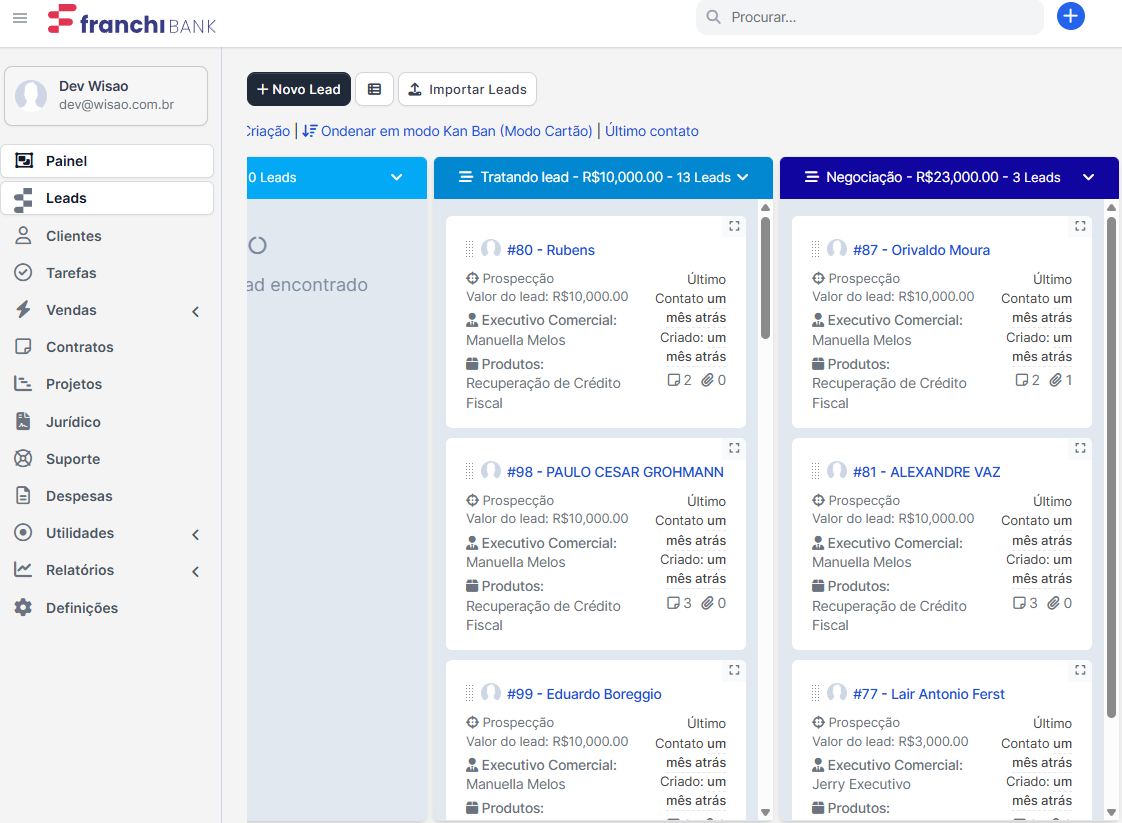 franchi BANK
Procurar...
Dev Wisao
dev@wisao.com.br
Painel
Leads
Clientes
Tarefas
Vendas
Contratos
Projetos
Jurídico
Suporte
Despesas
Utilidades
Relatórios
Definições
Novo Lead
Importar Leads
Criação | Ondenar em modo Kan Ban (Modo Cartão) | Último contato
0 Leads
ad encontrado
Tratando lead - R$10,000.00 - 13 Leads
#80 - Rubens
Prospecção
Valor do lead: R$10,000.00
Executivo Comercial:
Manuella Melos
Produtos:
Recuperação de Crédito
Fiscal
Último
Contato um
mês atrás
Criado: um
mês atrás
2 0
#98 - PAULO CESAR GROHMANN
Prospecção
Valor do lead: R$10,000.00
Executivo Comercial:
Manuella Melos
Produtos:
Recuperação de Crédito
Fiscal
Último
Contato um
mês atrás
Criado: um
mês atrás
3 0
#99 - Eduardo Boreggio
Prospecção
Valor do lead: R$10,000.00
Executivo Comercial:
Manuella Melos
Produtos:
Último
Contato um
mês atrás
Criado: um
mês atrás
Negociação - R$23,000.00 - 3 Leads
#87 - Orivaldo Moura
Prospecção
Valor do lead: R$10,000.00
Executivo Comercial:
Manuella Melos
Produtos:
Recuperação de Crédito
Fiscal
Último
Contato um
mês atrás
Criado: um
mês atrás
2 1
#81 - ALEXANDRE VAZ
Prospecção
Valor do lead: R$10,000.00
Executivo Comercial:
Manuella Melos
Produtos:
Recuperação de Crédito
Fiscal
Último
Contato um
mês atrás
Criado: um
mês atrás
3 0
#77 - Lair Antonio Ferst
Prospecção
Valor do lead: R$3,000.00
Executivo Comercial:
Jerry Executivo
Produtos:
Último
Contato um
mês atrás
Criado: um
mês atrás